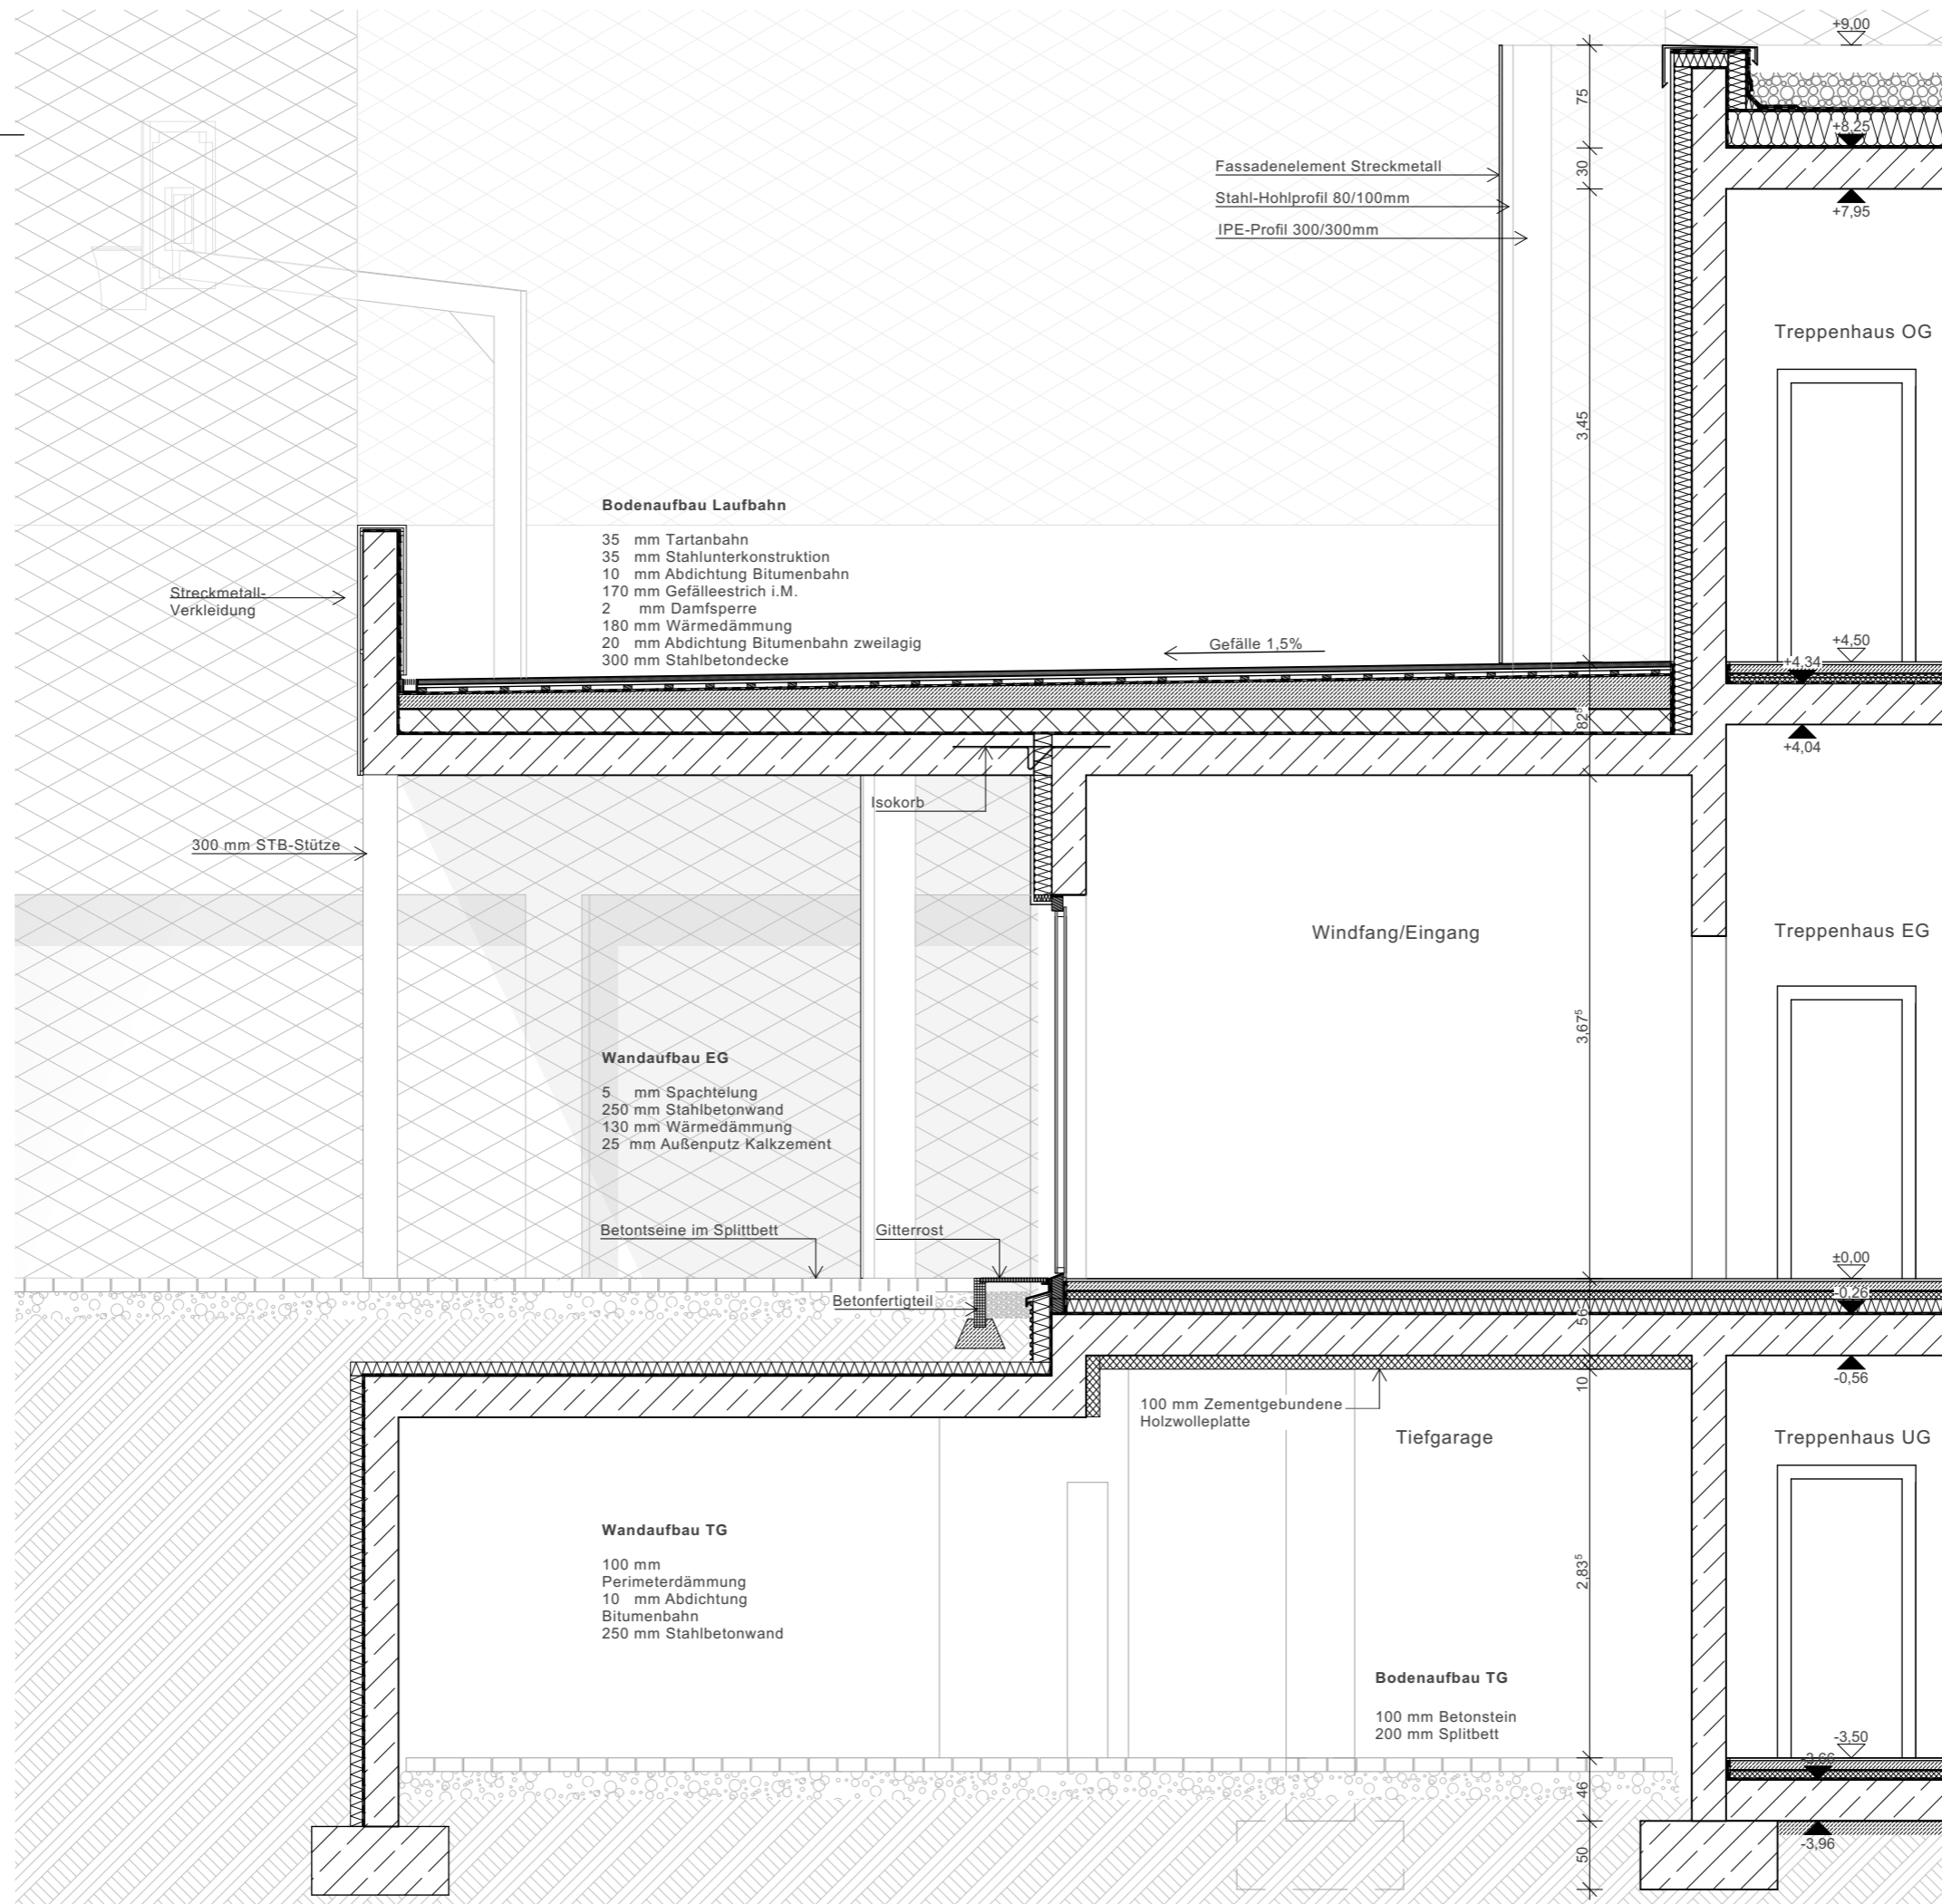 +9,00
75
+8,25
30
+7,95
Fassadenelement Streckmetall
Stahl-Hohlprofil 80/100mm
IPE-Profil 300/300mm
Treppenhaus OG
3,45
Bodenaufbau Laufbahn
35 mm Tartanbahn
35 mm Stahlunterkonstruktion
10 mm Abdichtung Bitumenbahn
170 mm Gefälleestrich i.M.
2 mm Damfsperre
180 mm Wärmedämmung
20 mm Abdichtung Bitumenbahn zweilagig
300 mm Stahlbetondecke
Streckmetall-
Verkleidung
Gefälle 1,5%
+4,50
+4,34
82⁵
+4,04
Isokorb
300 mm STB-Stütze
Windfang/Eingang
Treppenhaus EG
3,67⁵
Wandaufbau EG
5 mm Spachtelung
250 mm Stahlbetonwand
130 mm Wärmedämmung
25 mm Außenputz Kalkzement
Betontseine im Splittbett
Gitterrost
±0,00
-0,26
Betonfertigteil
56
-0,56
10
100 mm Zementgebundene
Holzwolleplatte
Tiefgarage
Treppenhaus UG
Wandaufbau TG
100 mm
Perimeterdämmung
10 mm Abdichtung
Bitumenbahn
250 mm Stahlbetonwand
2,83⁵
Bodenaufbau TG
100 mm Betonstein
200 mm Splitbett
-3,50
-3,66
46
-3,96
50